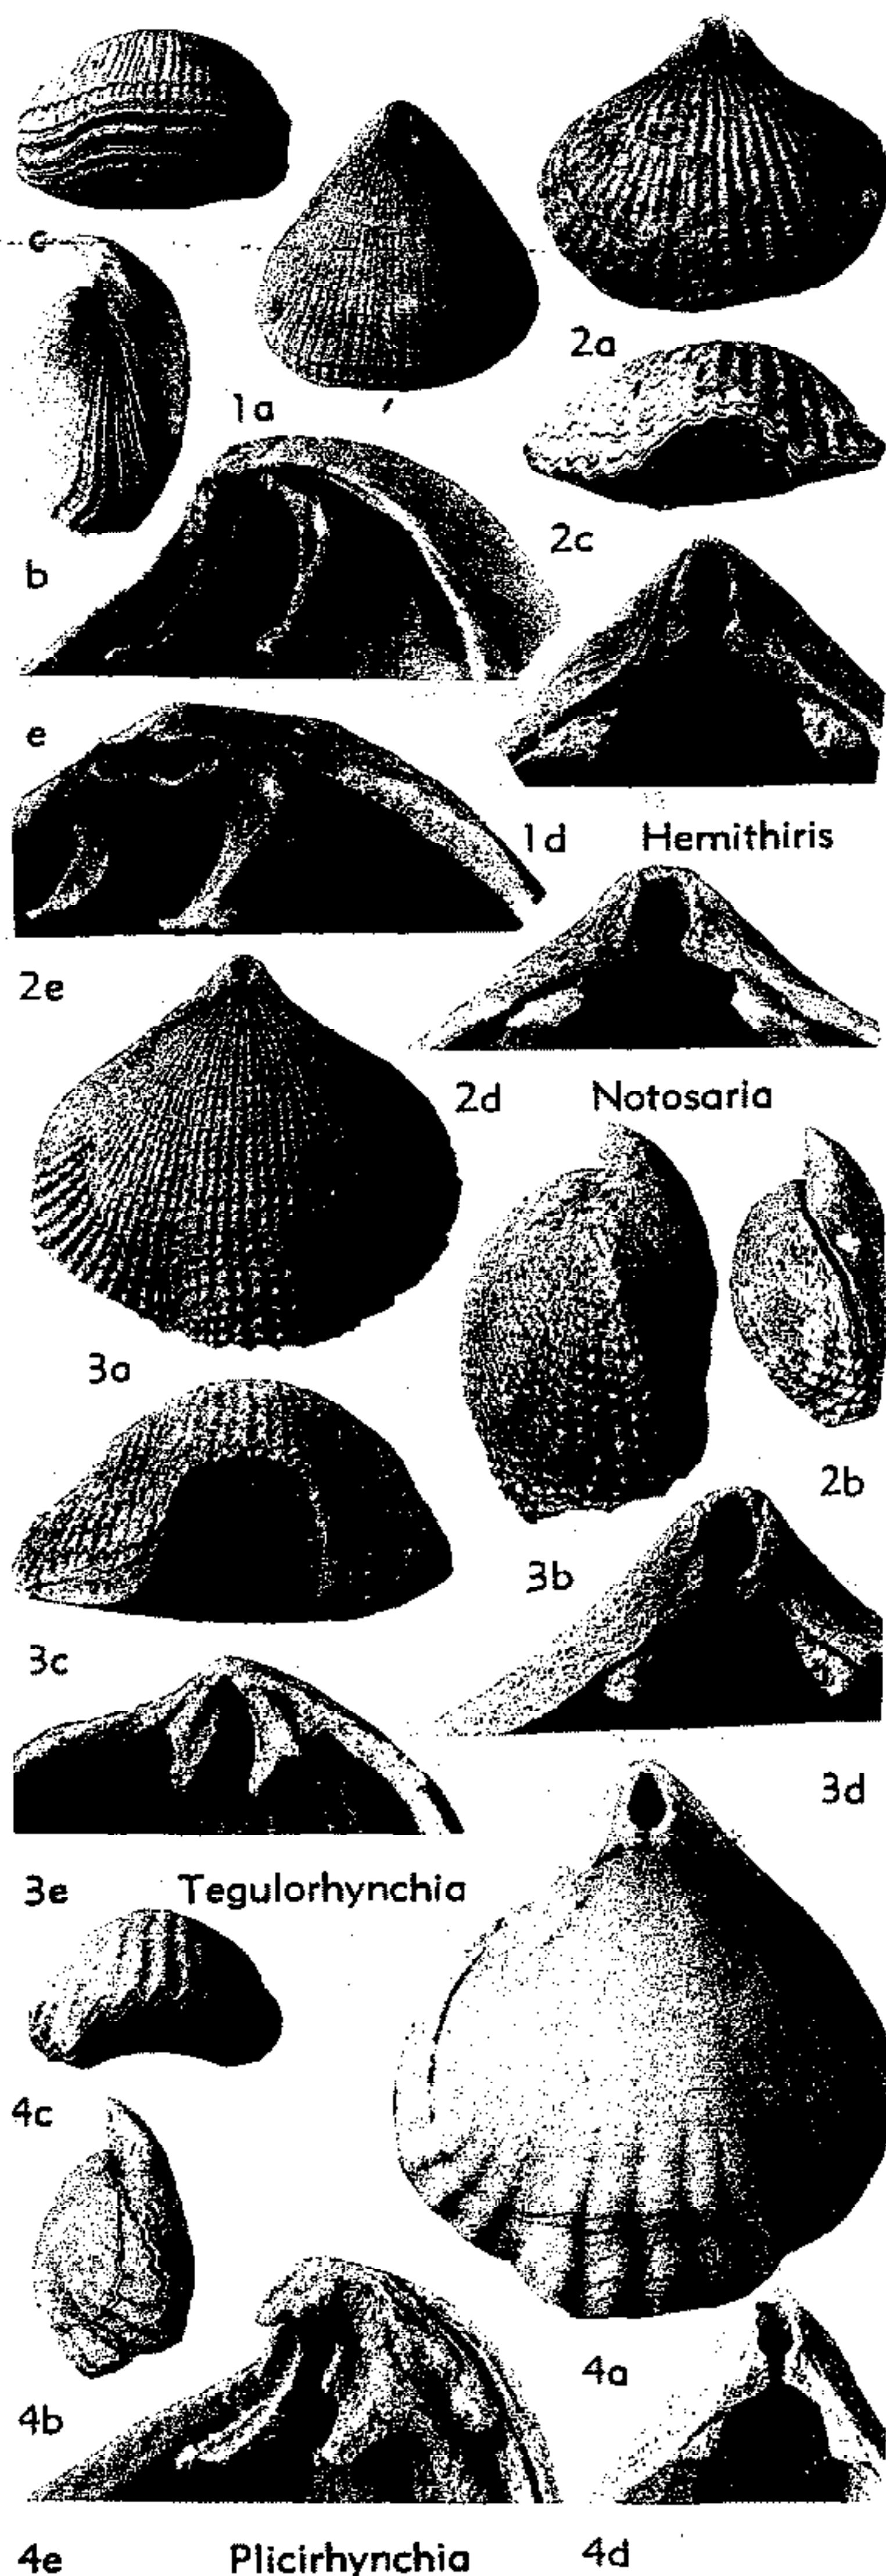 c
2a
1a
2c
b
e
1d Hemithiris
2e
2d Notosaria
3a
2b
3b
3c
3d
3e Tegulorhynchia
4c
4a
4b
4e Plicirhynchia 4d